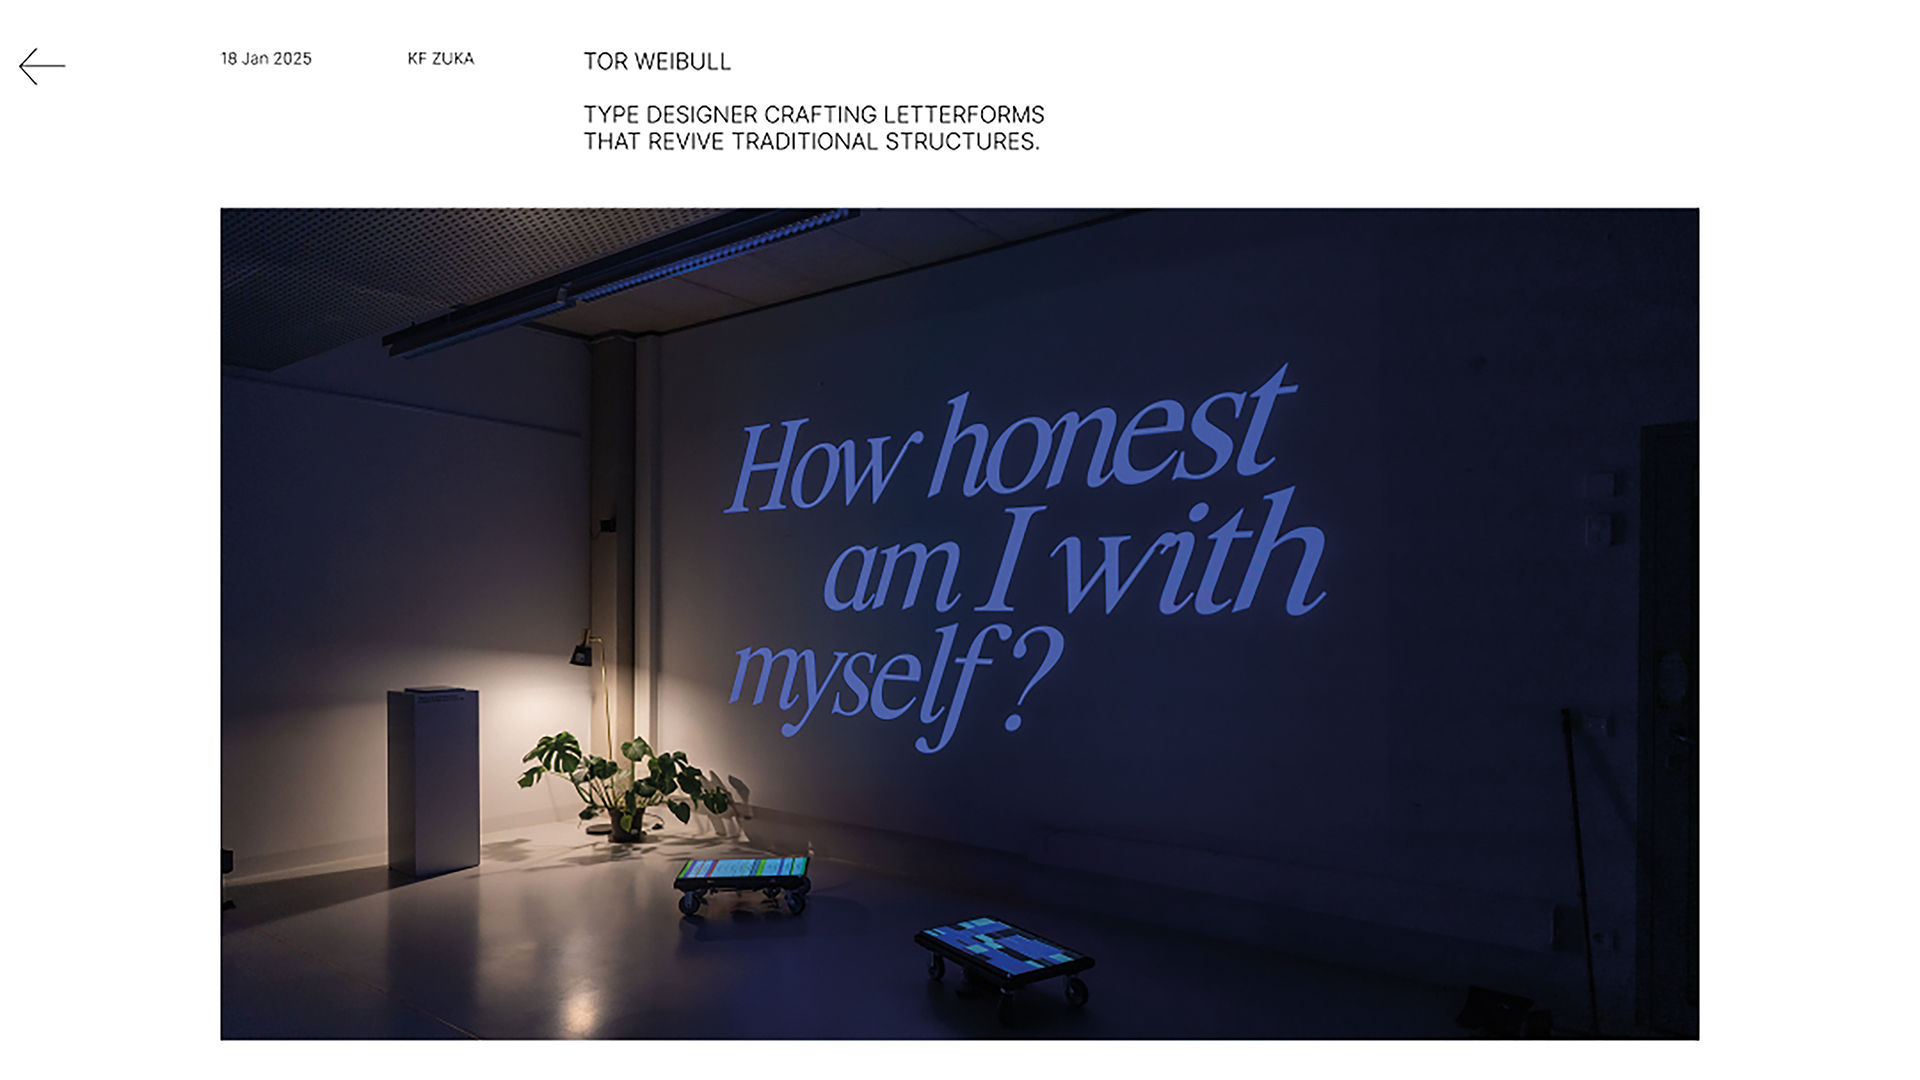 18 Jan 2025
KF ZUKA
TOR WEIBULL
TYPE DESIGNER CRAFTING LETTERFORMS
THAT REVIVE TRADITIONAL STRUCTURES.
How honest
am I with
myself?